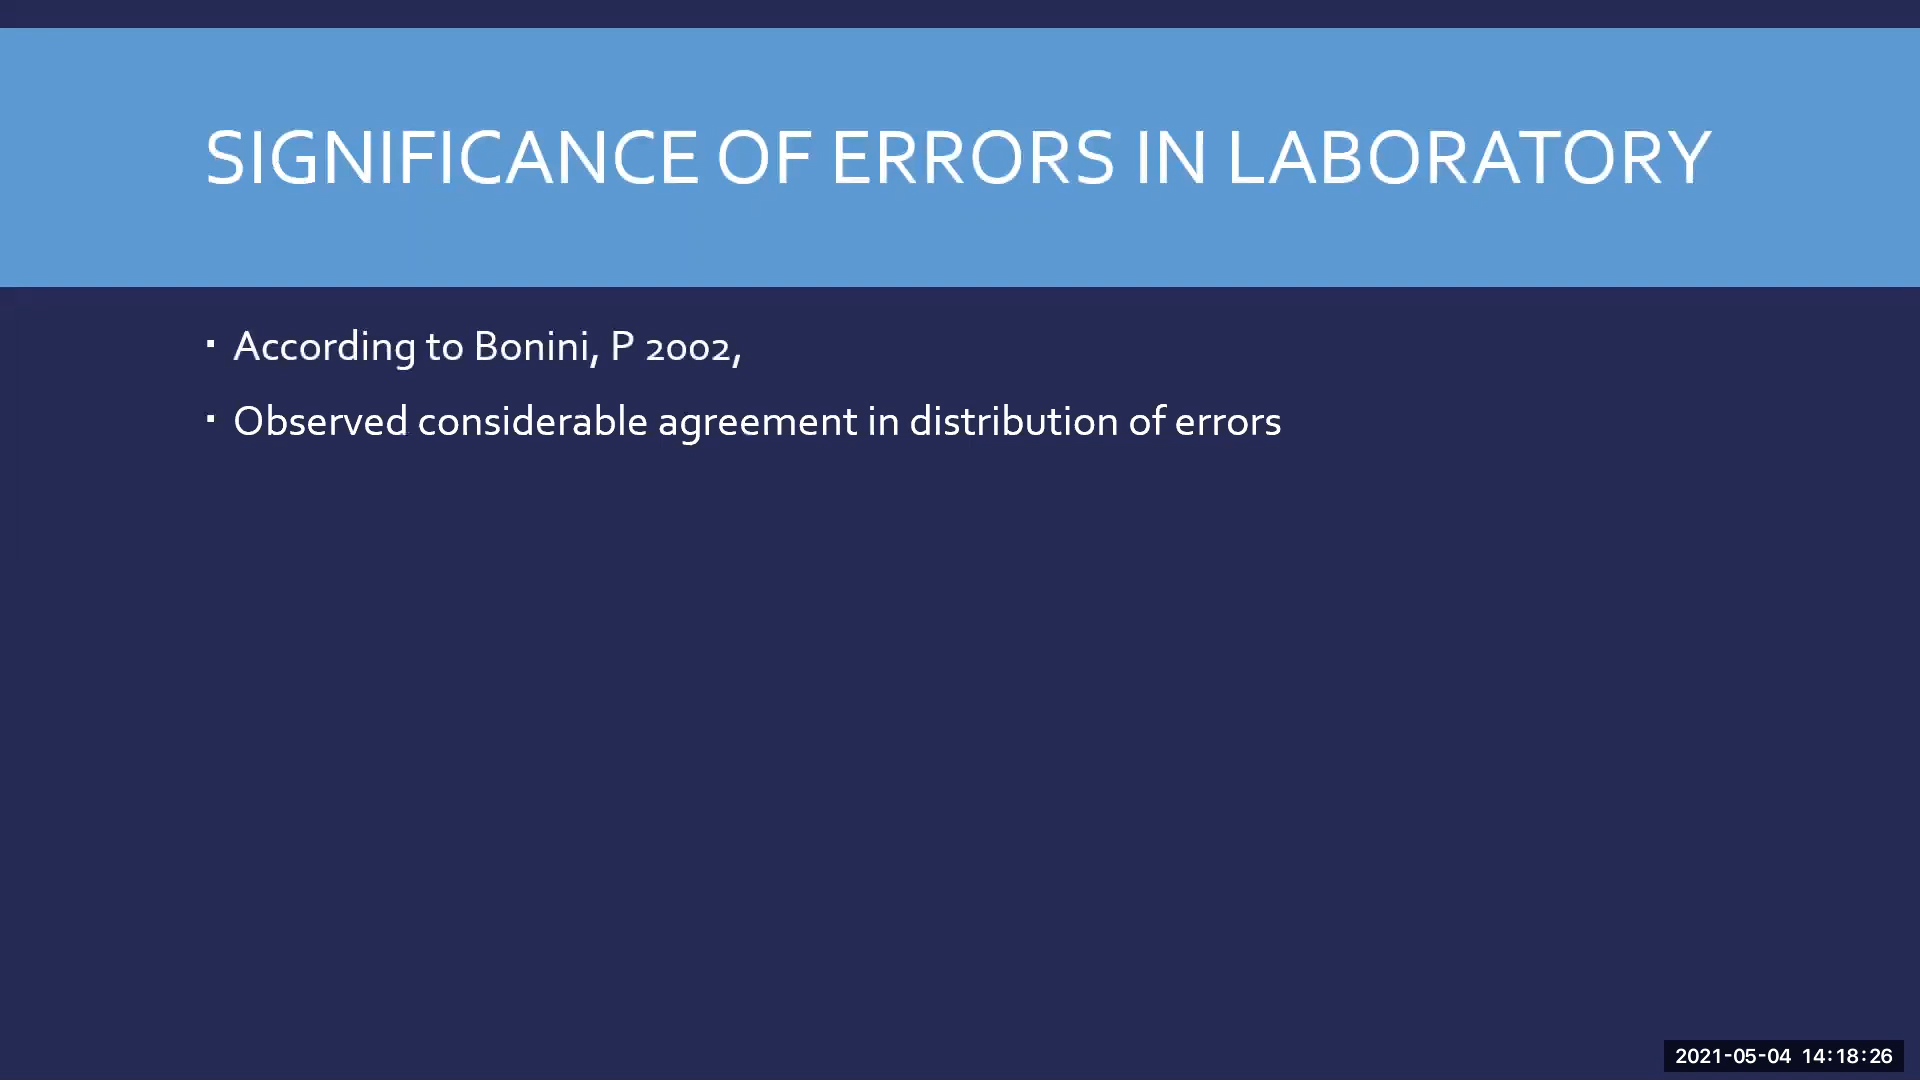 SIGNIFICANCE OF ERRORS IN LABORATORY
▪ According to Bonini, P 2002,
▪ Observed considerable agreement in distribution of errors
2021-05-04 14:18:26